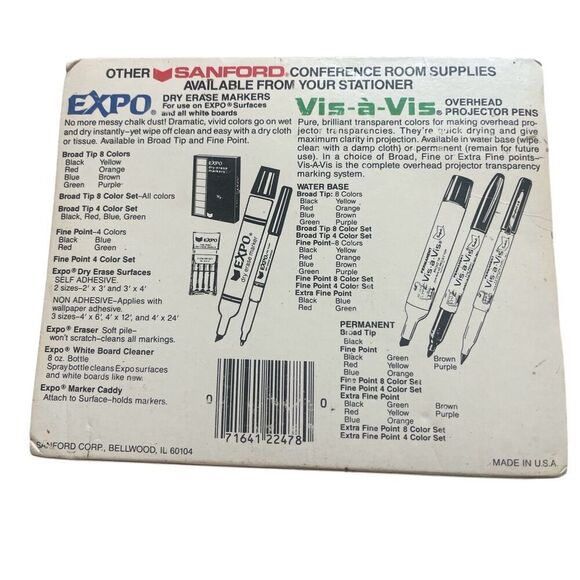 OTHER SANFORD® CONFERENCE ROOM SUPPLIES
AVAILABLE FROM YOUR STATIONER
EXPO® DRY ERASE MARKERS
For use on EXPO® Surfaces
and all white boards
No more messy chalk dust! Dramatic, vivid colors go on wet
and dry instantly–yet wipe off clean and easy with a dry cloth
or tissue. Available in Broad Tip and Fine Point.
Broad Tip 8 Colors
Black Yellow
Red Orange
Blue Brown
Green Purple
Broad Tip 8 Color Set–All colors
Broad Tip 4 Color Set
Black, Red, Blue, Green
Fine Point–4 Colors
Black Blue
Red Green
Fine Point 4 Color Set
Expo® Dry Erase Surfaces
SELF ADHESIVE
2 sizes–2' x 3' and 3' x 4'
NON ADHESIVE–Applies with
wallpaper adhesive.
3 sizes–4' x 6', 4' x 12', and 4' x 24'
Expo® Eraser Soft pile–
won't scratch–cleans all markings.
Expo® White Board Cleaner
8 oz. Bottle
Spray bottle cleans Expo surfaces
and white boards like new.
Expo® Marker Caddy
Attach to Surface–holds markers.
EXPO
dry erase
markers
EXPO
EXPO
dry erase marker
Vis-à-Vis® OVERHEAD
PROJECTOR PENS
Pure, brilliant transparent colors for making overhead pro-
jector transparencies. They're quick drying and give
maximum clarity in projection. Available in water base (wipe
clean with a damp cloth) or permanent (remain for future
use). In a choice of Broad, Fine or Extra Fine points–
Vis-A-Vis is the complete overhead projector transparency
marking system.
WATER BASE
Broad Tip: 8 Colors
Black Yellow
Red Orange
Blue Brown
Green Purple
Broad Tip 8 Color Set
Broad Tip 4 Color Set
Fine Point–8 Colors
Black Yellow
Red Orange
Blue Brown
Green Purple
Fine Point 8 Color Set
Fine Point 4 Color Set
Extra Fine Point
Black Blue
Red Green
Vis-à-Vis
Vis-à-Vis
Vis-à-Vis
PERMANENT
Broad Tip
Black
Fine Point
Black Green Brown
Red Yellow Purple
Blue Orange
Fine Point 8 Color Set
Fine Point 4 Color Set
Extra Fine Point
Black Green Brown
Red Yellow Purple
Blue Orange
Extra Fine Point 8 Color Set
Extra Fine Point 4 Color Set
0 71641 22478 0
SANFORD CORP., BELLWOOD, IL 60104
MADE IN U.S.A.